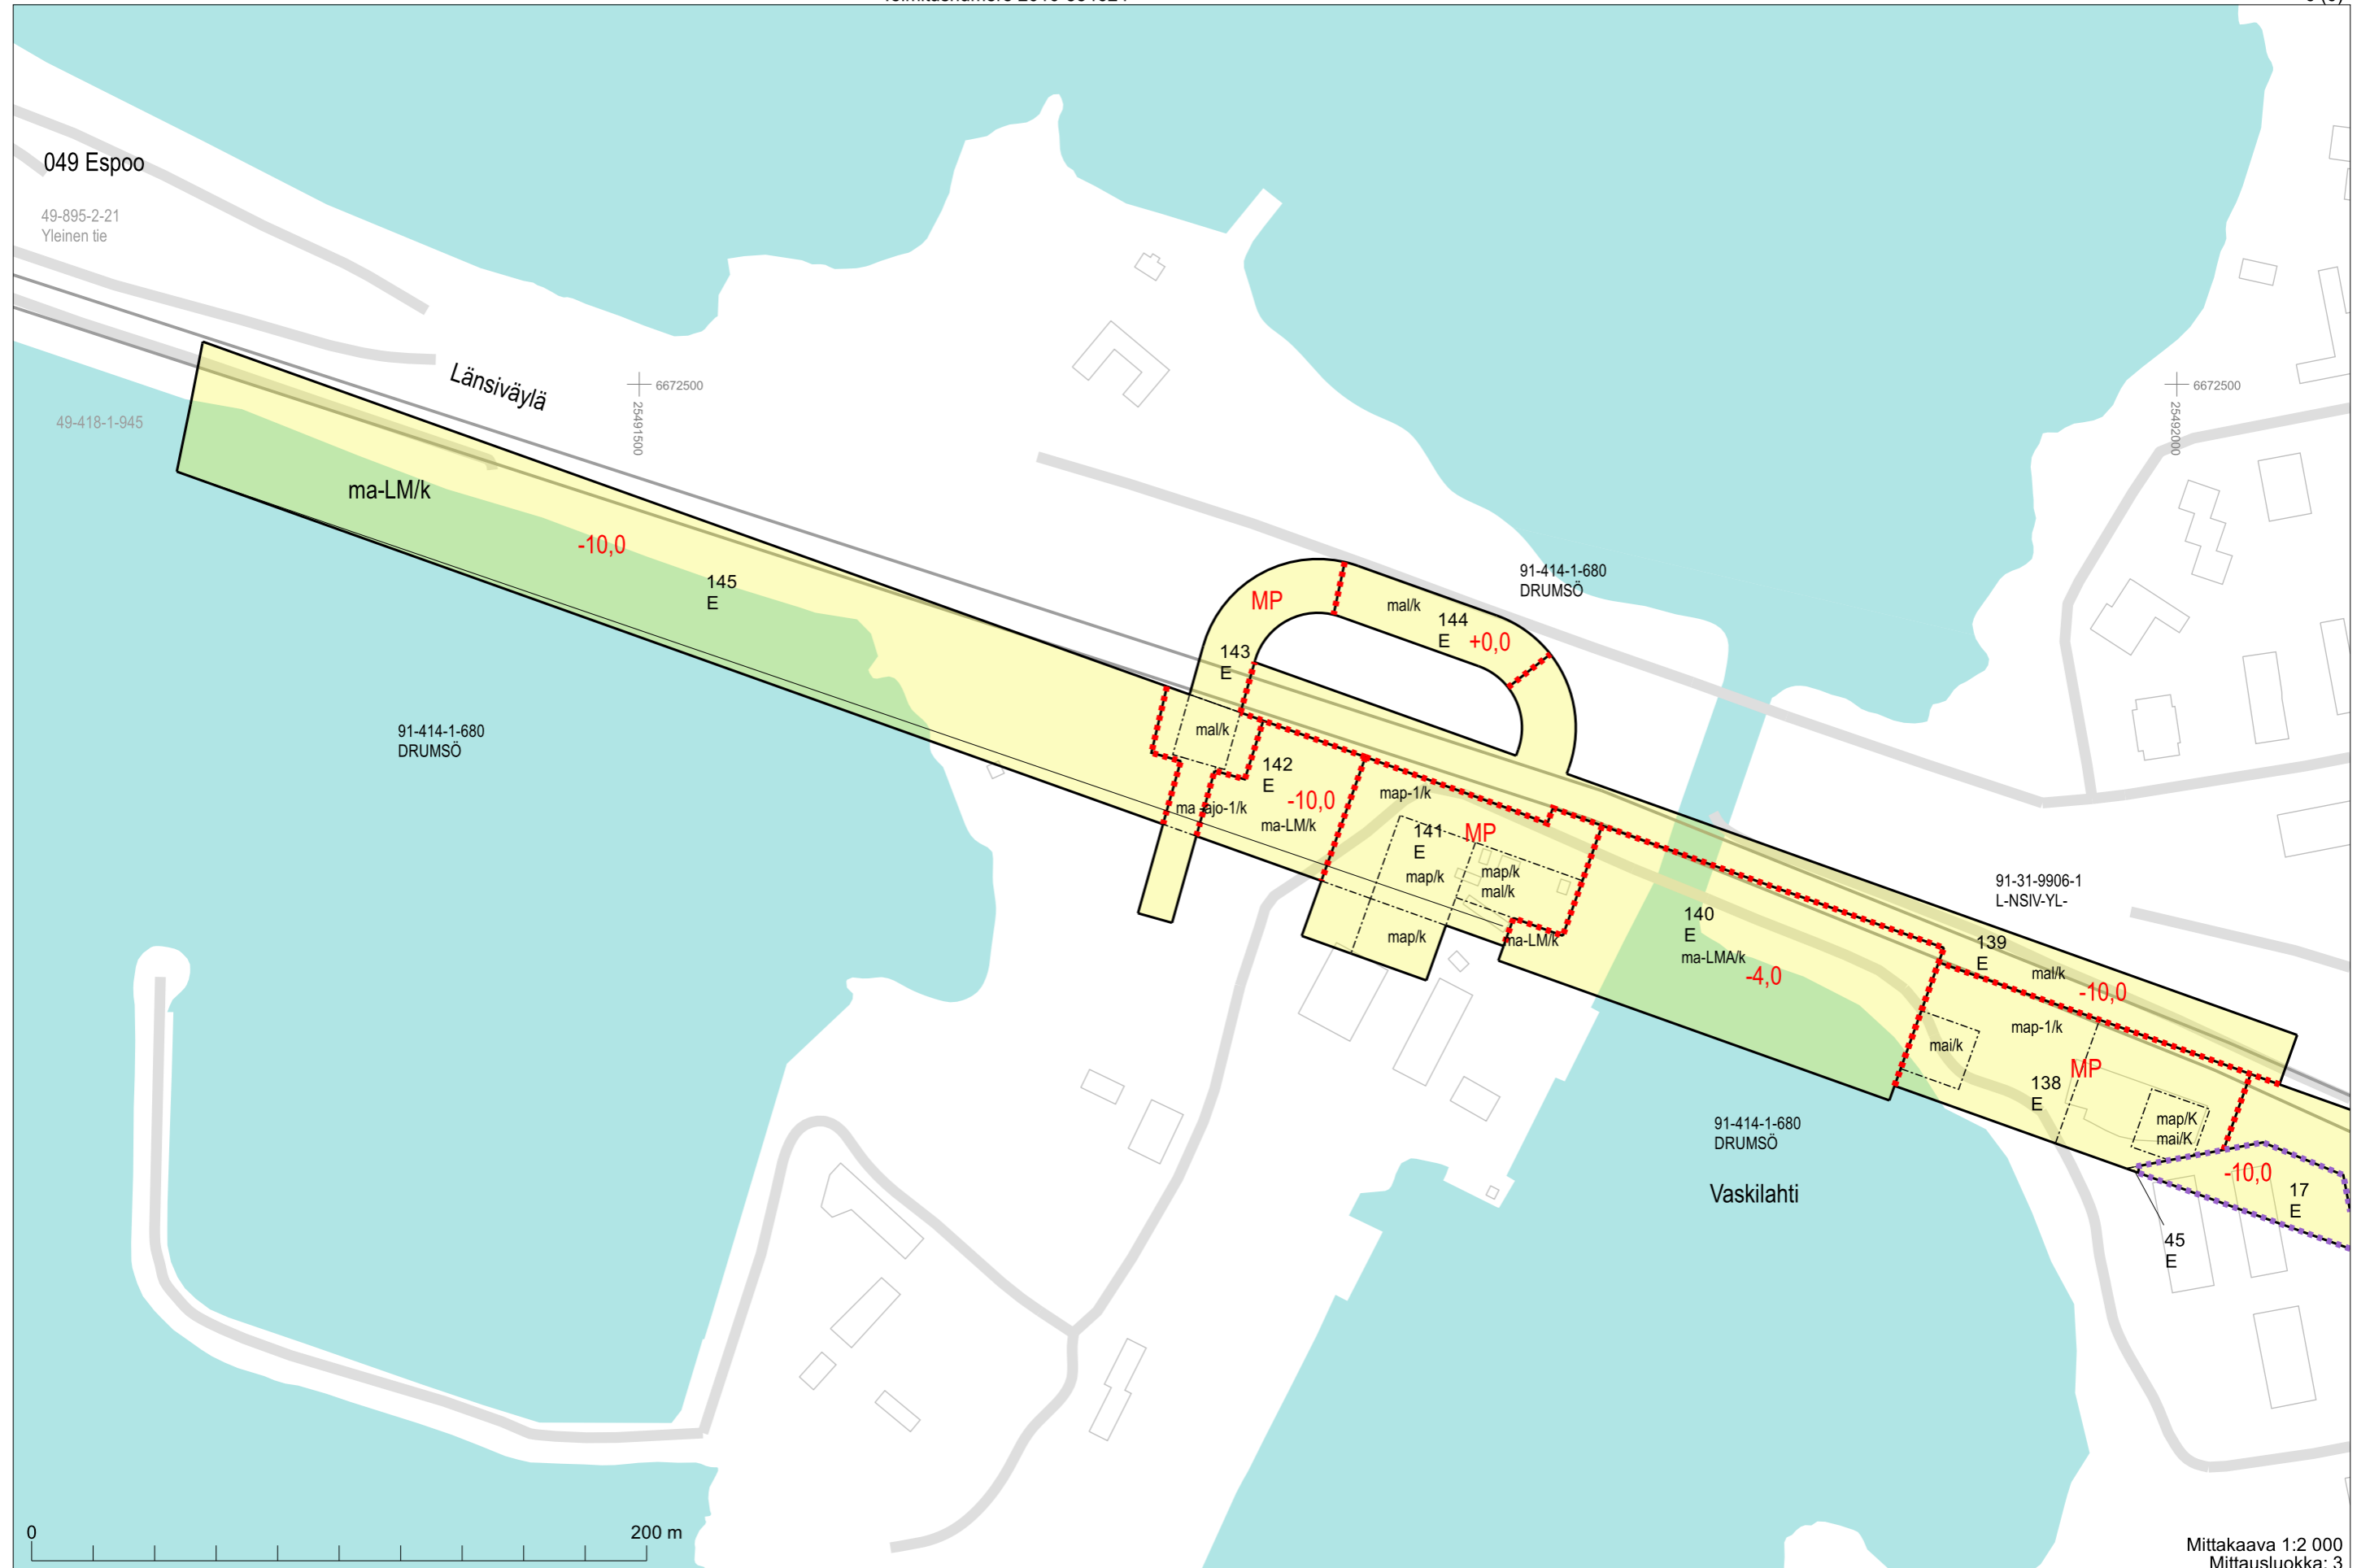 049 Espoo
49-895-2-21
Yleinen tie
Länsiväylä
6672500
25491500
6672500
25492000
49-418-1-945
ma-LM/k
-10,0
145
E
91-414-1-680
DRUMSÖ
MP
mal/k
144
E
+0,0
143
E
91-414-1-680
DRUMSÖ
mal/k
142
E
-10,0
ma-LM/k
map-1/k
141
E
MP
map/k
map/k
mal/k
map/k
ma-LM/k
140
E
ma-LMA/k
-4,0
91-31-9906-1
L-NSIV-YL-
139
E
mal/k
-10,0
map-1/k
mai/k
MP
138
E
map/K
mai/K
-10,0
17
E
45
E
91-414-1-680
DRUMSÖ
Vaskilahti
0
200 m
Mittakaava 1:2 000
Mittausluokka: 3